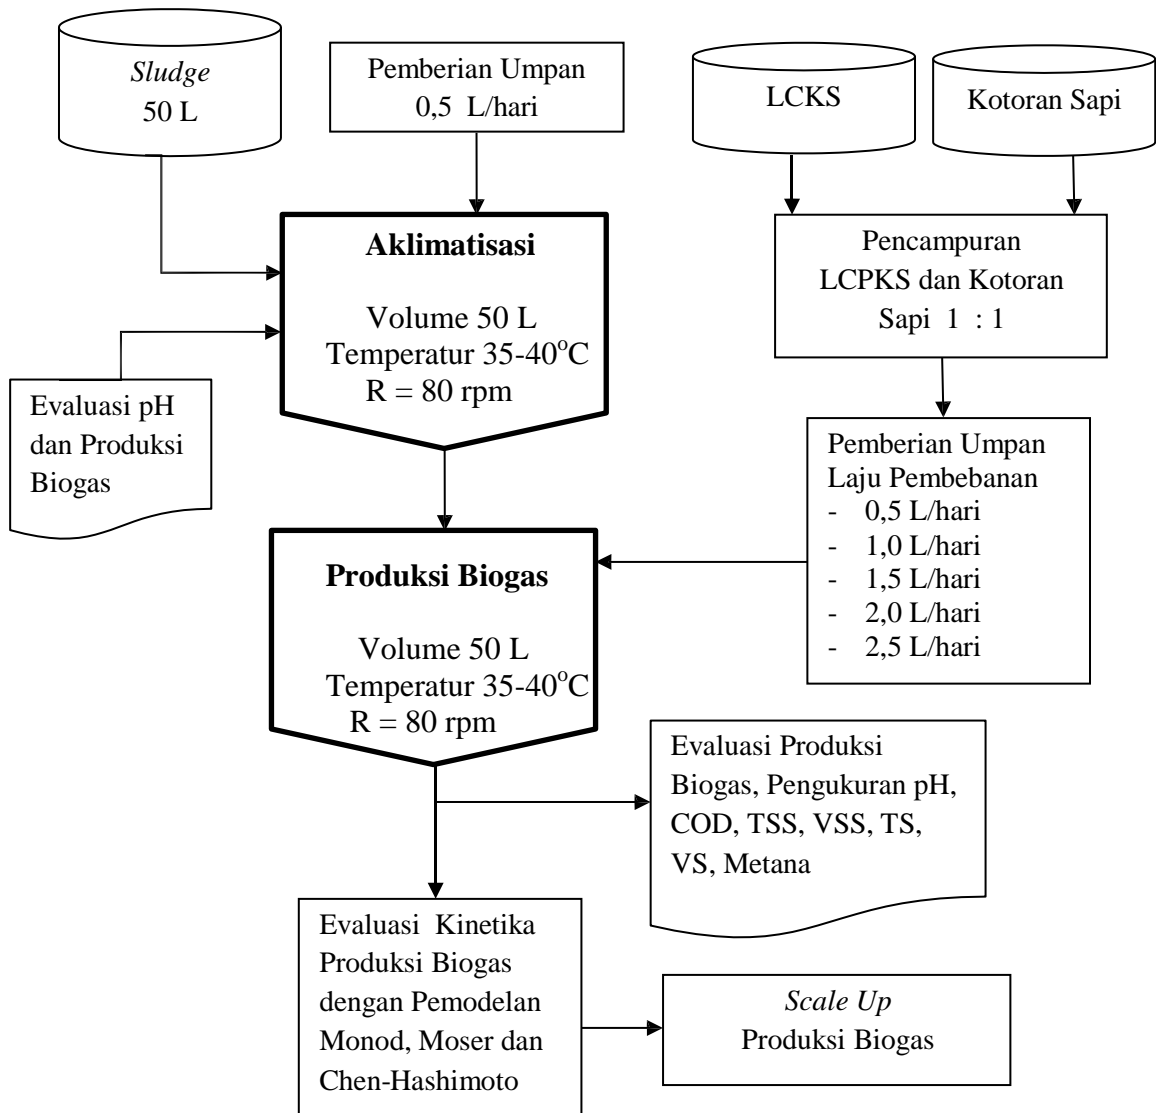 Sludge
50 L
Pemberian Umpan
0,5 L/hari
LCKS
Kotoran Sapi
Aklimatisasi
Volume 50 L
Temperatur 35-40°C
R = 80 rpm
Pencampuran
LCPKS dan Kotoran
Sapi 1 : 1
Evaluasi pH
dan Produksi
Biogas
Pemberian Umpan
Laju Pembebanan
- 0,5 L/hari
- 1,0 L/hari
- 1,5 L/hari
- 2,0 L/hari
- 2,5 L/hari
Produksi Biogas
Volume 50 L
Temperatur 35-40°C
R = 80 rpm
Evaluasi Produksi
Biogas, Pengukuran pH,
COD, TSS, VSS, TS,
VS, Metana
Evaluasi Kinetika
Produksi Biogas
dengan Pemodelan
Monod, Moser dan
Chen-Hashimoto
Scale Up
Produksi Biogas